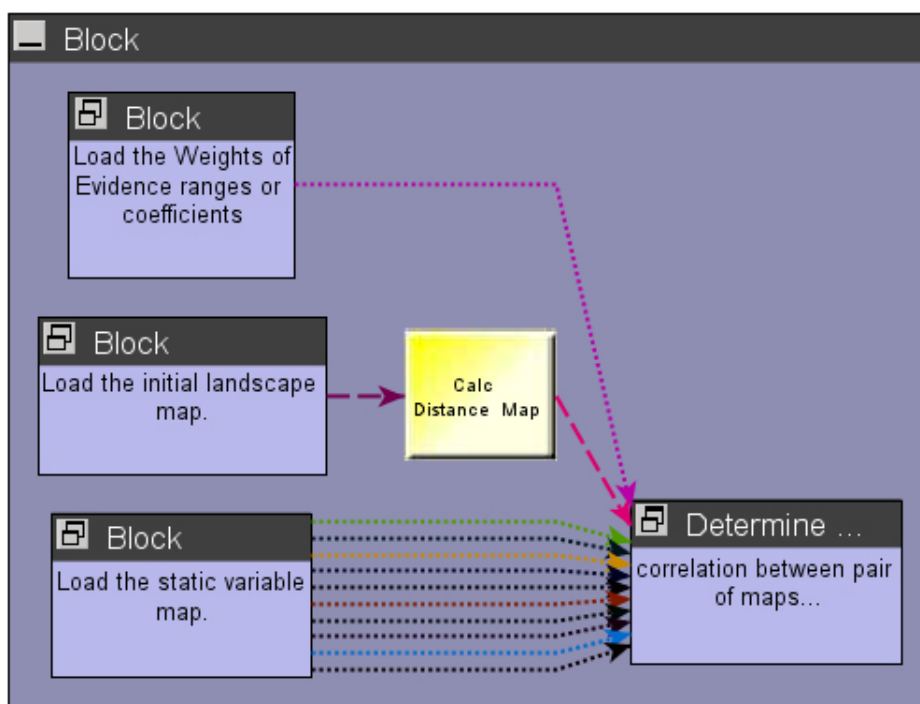 Block
Block
Load the Weights of
Evidence ranges or
coefficients
Block
Load the initial landscape
map.
Calc
Distance Map
Block
Load the static variable
map.
Determine ...
correlation between pair
of maps...